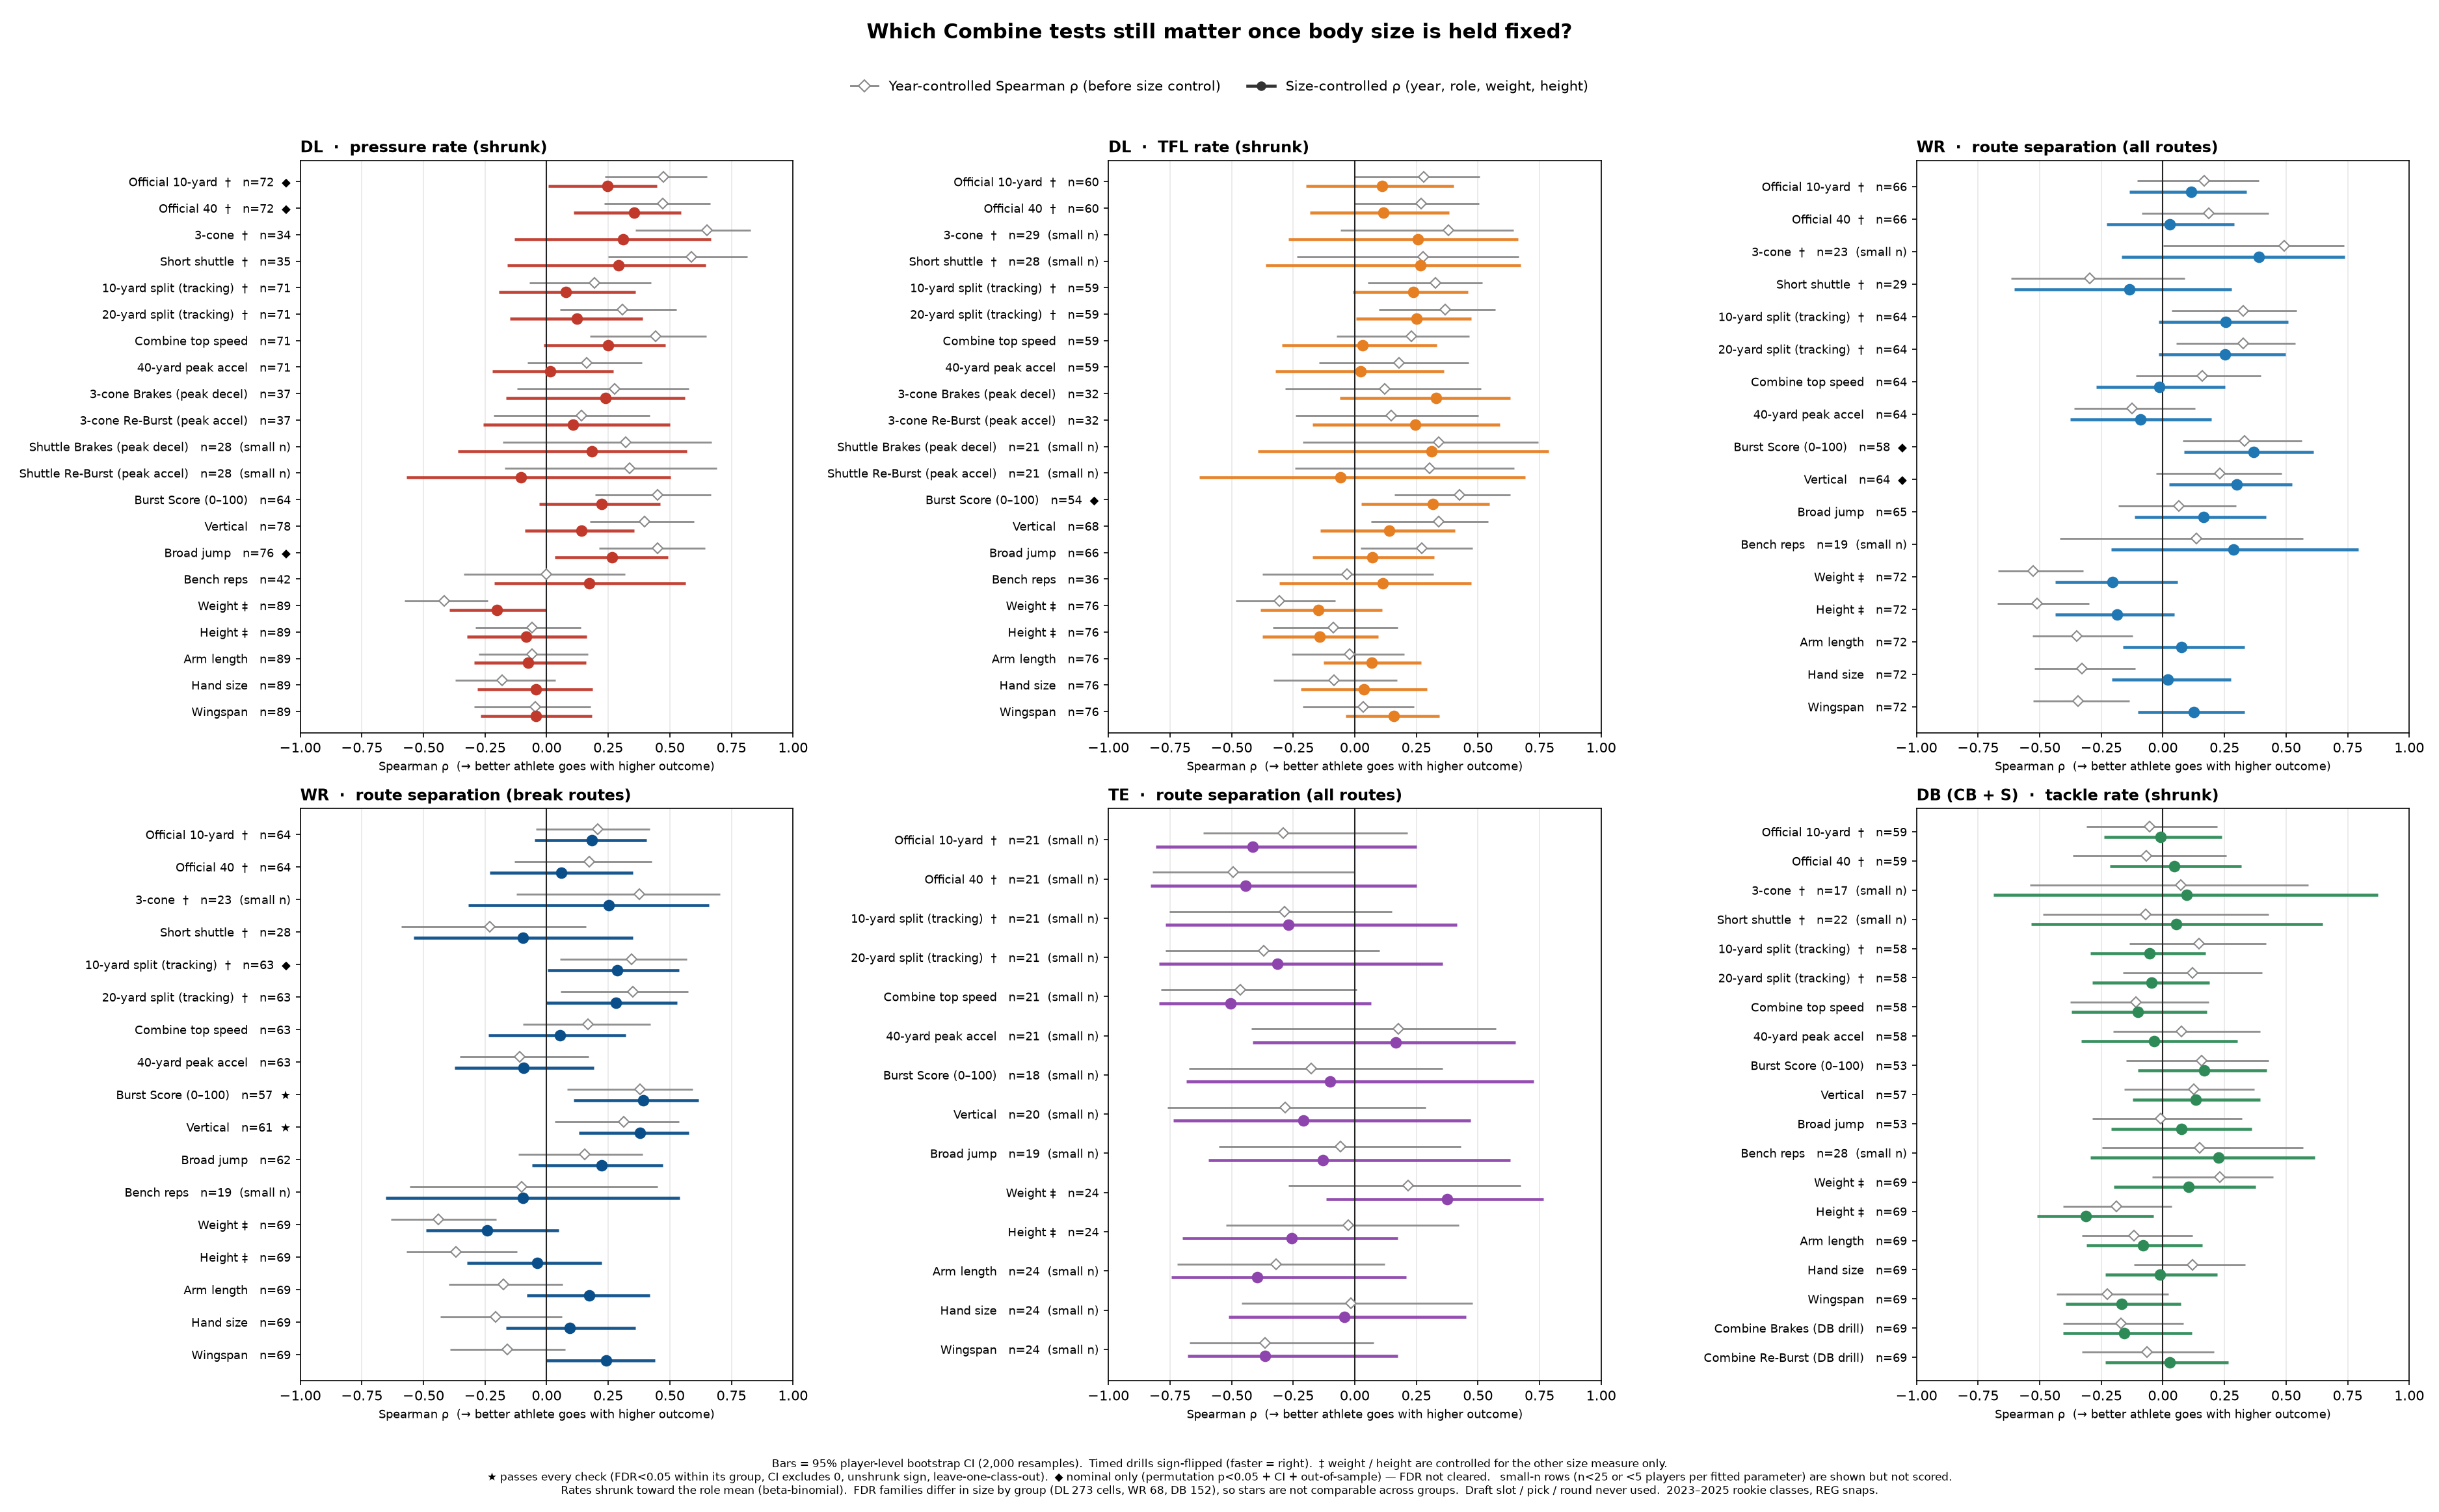 Which Combine tests still matter once body size is held fixed?
Year-controlled Spearman ρ (before size control)
Size-controlled ρ (year, role, weight, height)
DL · pressure rate (shrunk)
Official 10-yard † n=72 ◆
Official 40 † n=72 ◆
3-cone † n=34
Short shuttle † n=35
10-yard split (tracking) † n=71
20-yard split (tracking) † n=71
Combine top speed n=71
40-yard peak accel n=71
3-cone Brakes (peak decel) n=37
3-cone Re-Burst (peak accel) n=37
Shuttle Brakes (peak decel) n=28 (small n)
Shuttle Re-Burst (peak accel) n=28 (small n)
Burst Score (0–100) n=64
Vertical n=78
Broad jump n=76 ◆
Bench reps n=42
Weight ‡ n=89
Height ‡ n=89
Arm length n=89
Hand size n=89
Wingspan n=89
−1.00 −0.75 −0.50 −0.25 0.00 0.25 0.50 0.75 1.00
Spearman ρ (→ better athlete goes with higher outcome)
DL · TFL rate (shrunk)
Official 10-yard † n=60
Official 40 † n=60
3-cone † n=29 (small n)
Short shuttle † n=28 (small n)
10-yard split (tracking) † n=59
20-yard split (tracking) † n=59
Combine top speed n=59
40-yard peak accel n=59
3-cone Brakes (peak decel) n=32
3-cone Re-Burst (peak accel) n=32
Shuttle Brakes (peak decel) n=21 (small n)
Shuttle Re-Burst (peak accel) n=21 (small n)
Burst Score (0–100) n=54 ◆
Vertical n=68
Broad jump n=66
Bench reps n=36
Weight ‡ n=76
Height ‡ n=76
Arm length n=76
Hand size n=76
Wingspan n=76
−1.00 −0.75 −0.50 −0.25 0.00 0.25 0.50 0.75 1.00
Spearman ρ (→ better athlete goes with higher outcome)
WR · route separation (all routes)
Official 10-yard † n=66
Official 40 † n=66
3-cone † n=23 (small n)
Short shuttle † n=29
10-yard split (tracking) † n=64
20-yard split (tracking) † n=64
Combine top speed n=64
40-yard peak accel n=64
Burst Score (0–100) n=58 ◆
Vertical n=64 ◆
Broad jump n=65
Bench reps n=19 (small n)
Weight ‡ n=72
Height ‡ n=72
Arm length n=72
Hand size n=72
Wingspan n=72
−1.00 −0.75 −0.50 −0.25 0.00 0.25 0.50 0.75 1.00
Spearman ρ (→ better athlete goes with higher outcome)
WR · route separation (break routes)
Official 10-yard † n=64
Official 40 † n=64
3-cone † n=23 (small n)
Short shuttle † n=28
10-yard split (tracking) † n=63 ◆
20-yard split (tracking) † n=63
Combine top speed n=63
40-yard peak accel n=63
Burst Score (0–100) n=57 ★
Vertical n=61 ★
Broad jump n=62
Bench reps n=19 (small n)
Weight ‡ n=69
Height ‡ n=69
Arm length n=69
Hand size n=69
Wingspan n=69
−1.00 −0.75 −0.50 −0.25 0.00 0.25 0.50 0.75 1.00
Spearman ρ (→ better athlete goes with higher outcome)
TE · route separation (all routes)
Official 10-yard † n=21 (small n)
Official 40 † n=21 (small n)
10-yard split (tracking) † n=21 (small n)
20-yard split (tracking) † n=21 (small n)
Combine top speed n=21 (small n)
40-yard peak accel n=21 (small n)
Burst Score (0–100) n=18 (small n)
Vertical n=20 (small n)
Broad jump n=19 (small n)
Weight ‡ n=24
Height ‡ n=24
Arm length n=24 (small n)
Hand size n=24 (small n)
Wingspan n=24 (small n)
−1.00 −0.75 −0.50 −0.25 0.00 0.25 0.50 0.75 1.00
Spearman ρ (→ better athlete goes with higher outcome)
DB (CB + S) · tackle rate (shrunk)
Official 10-yard † n=59
Official 40 † n=59
3-cone † n=17 (small n)
Short shuttle † n=22 (small n)
10-yard split (tracking) † n=58
20-yard split (tracking) † n=58
Combine top speed n=58
40-yard peak accel n=58
Burst Score (0–100) n=53
Vertical n=57
Broad jump n=53
Bench reps n=28 (small n)
Weight ‡ n=69
Height ‡ n=69
Arm length n=69
Hand size n=69
Wingspan n=69
Combine Brakes (DB drill) n=69
Combine Re-Burst (DB drill) n=69
−1.00 −0.75 −0.50 −0.25 0.00 0.25 0.50 0.75 1.00
Spearman ρ (→ better athlete goes with higher outcome)
Bars = 95% player-level bootstrap CI (2,000 resamples). Timed drills sign-flipped (faster = right). ‡ weight / height are controlled for the other size measure only.
★ passes every check (FDR<0.05 within its group, CI excludes 0, unshrunk sign, leave-one-class-out). ◆ nominal only (permutation p<0.05 + CI + out-of-sample) — FDR not cleared. small-n rows (n<25 or <5 players per fitted parameter) are shown but not scored.
Rates shrunk toward the role mean (beta-binomial). FDR families differ in size by group (DL 273 cells, WR 68, DB 152), so stars are not comparable across groups. Draft slot / pick / round never used. 2023–2025 rookie classes, REG snaps.